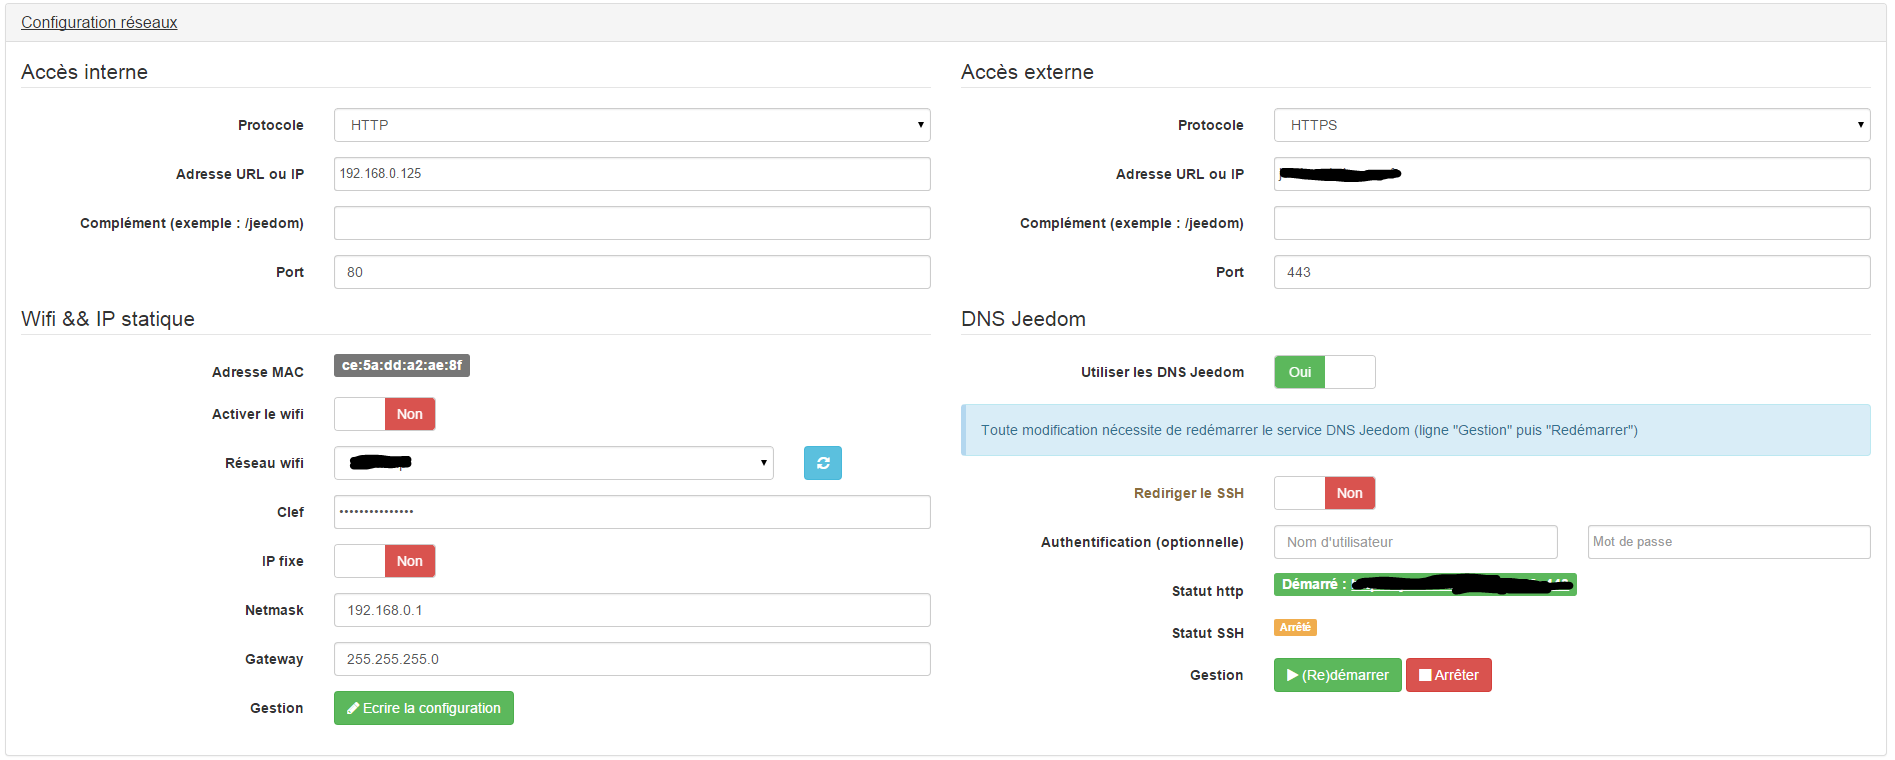 Configuration réseaux
Accès interne
Protocole HTTP
Adresse URL ou IP 192.168.0.125
Complément (exemple : /jeedom)
Port 80
Wifi && IP statique
Adresse MAC ce:5a:dd:a2:ae:8f
Activer le wifi Non
Réseau wifi
Clef •••••••••••••••
IP fixe Non
Netmask 192.168.0.1
Gateway 255.255.255.0
Gestion Ecrire la configuration
Accès externe
Protocole HTTPS
Adresse URL ou IP
Complément (exemple : /jeedom)
Port 443
DNS Jeedom
Utiliser les DNS Jeedom Oui
Toute modification nécessite de redémarrer le service DNS Jeedom (ligne "Gestion" puis "Redémarrer")
Rediriger le SSH Non
Authentification (optionnelle) Nom d'utilisateur Mot de passe
Statut http Démarré :
Statut SSH Arrêté
Gestion (Re)démarrer Arrêter